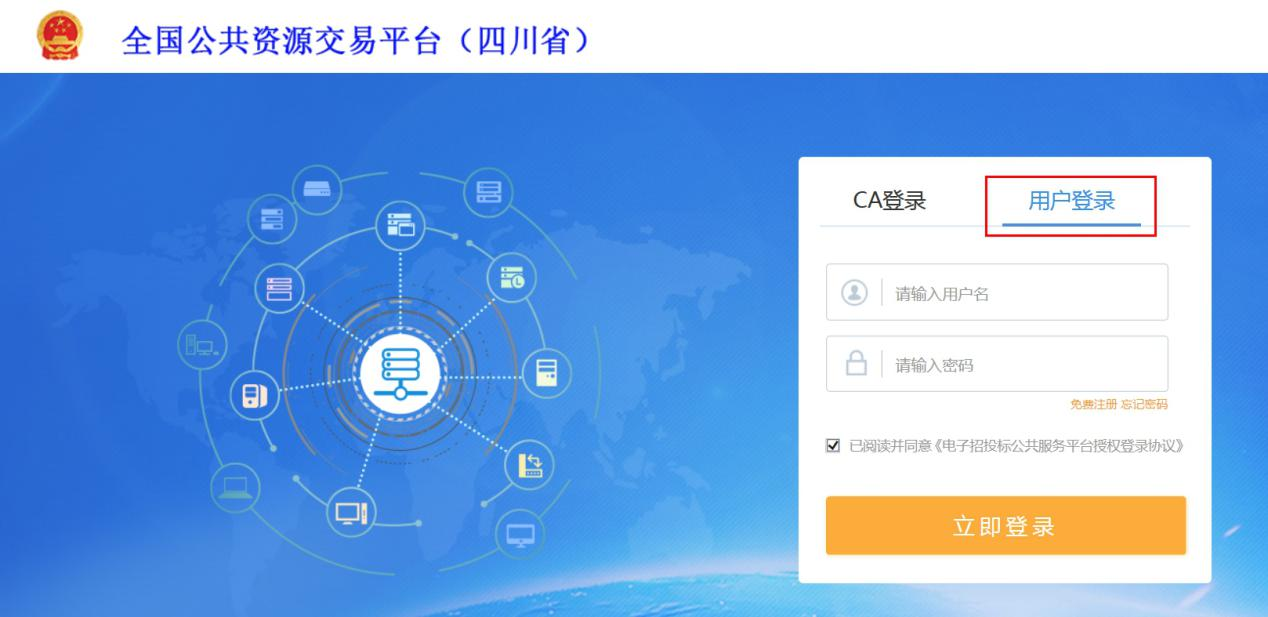 全国公共资源交易平台（四川省）
CA登录
用户登录
请输入用户名
请输入密码
免费注册 忘记密码
已阅读并同意《电子招投标公共服务平台授权登录协议》
立即登录